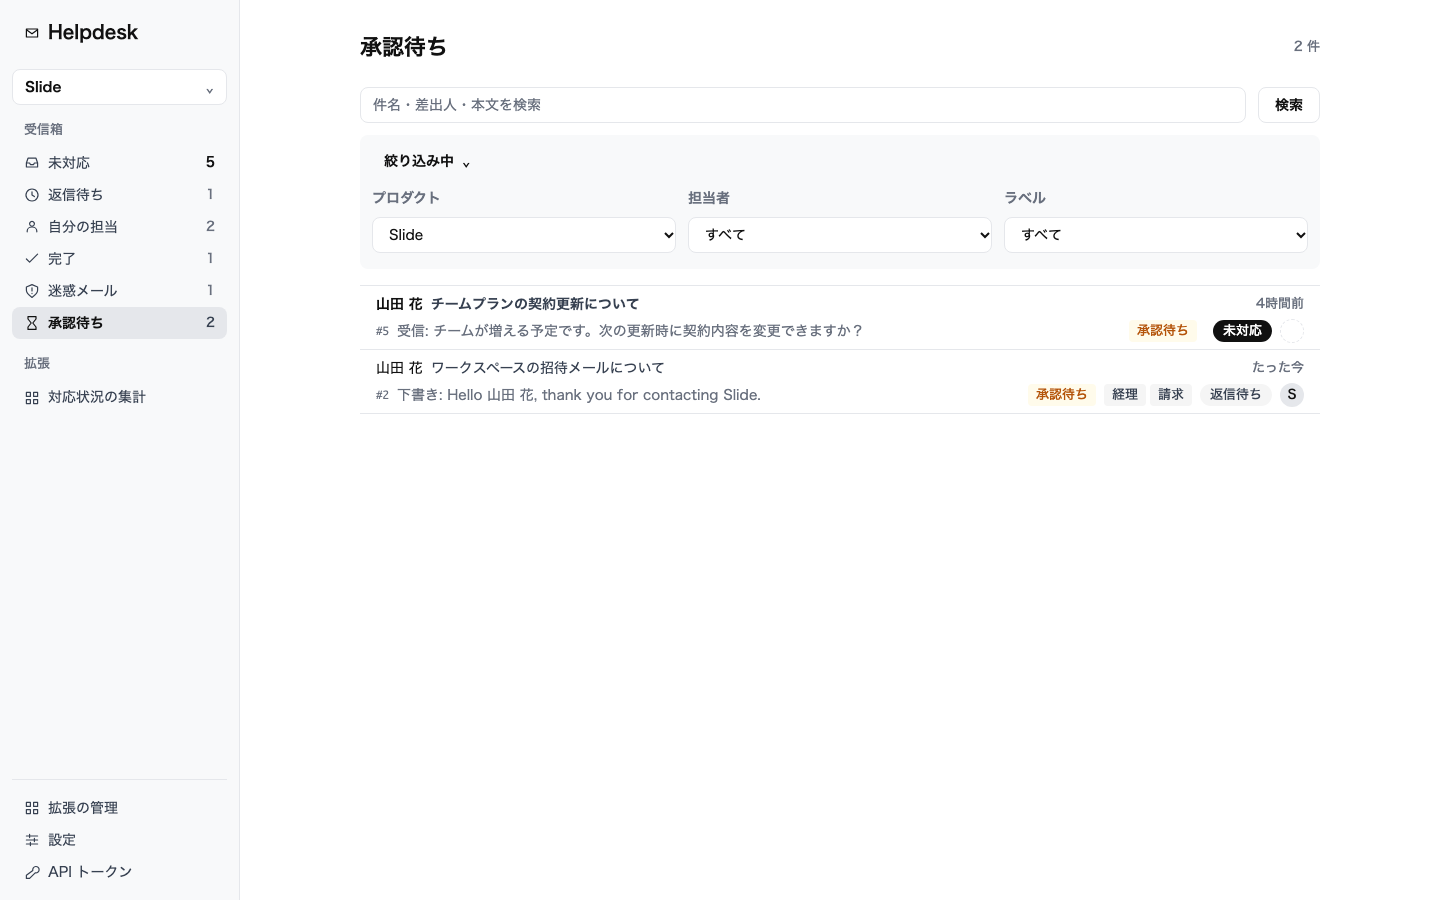 Helpdesk
Slide
受信箱
未対応 5
返信待ち 1
自分の担当 2
完了 1
迷惑メール 1
承認待ち 2
拡張
対応状況の集計
拡張の管理
設定
API トークン
承認待ち
2 件
件名・差出人・本文を検索
検索
絞り込み中
プロダクト 担当者 ラベル
Slide すべて すべて
山田 花 チームプランの契約更新について 4時間前
#5 受信: チームが増える予定です。次の更新時に契約内容を変更できますか？ 承認待ち 未対応
山田 花 ワークスペースの招待メールについて たった今
#2 下書き: Hello 山田 花, thank you for contacting Slide. 承認待ち 経理 請求 返信待ち S